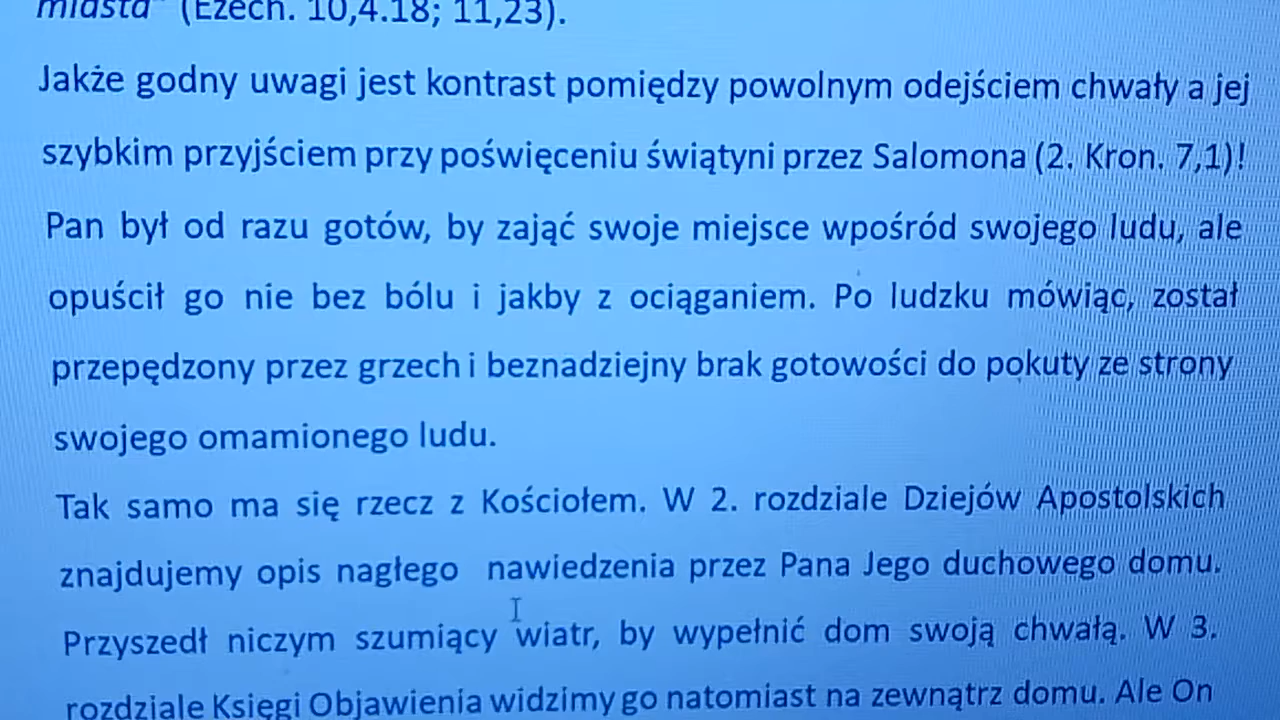 miasta" (Ezech. 10,4.18; 11,23).
Jakże godny uwagi jest kontrast pomiędzy powolnym odejściem chwały a jej
szybkim przyjściem przy poświęceniu świątyni przez Salomona (2. Kron. 7,1)!
Pan był od razu gotów, by zająć swoje miejsce wpośród swojego ludu, ale
opuścił go nie bez bólu i jakby z ociąganiem. Po ludzku mówiąc, został
przepędzony przez grzech i beznadziejny brak gotowości do pokuty ze strony
swojego omamionego ludu.
Tak samo ma się rzecz z Kościołem. W 2. rozdziale Dziejów Apostolskich
znajdujemy opis nagłego nawiedzenia przez Pana Jego duchowego domu.
Przyszedł niczym szumiący wiatr, by wypełnić dom swoją chwałą. W 3.
rozdziale Księgi Objawienia widzimy go natomiast na zewnątrz domu. Ale On